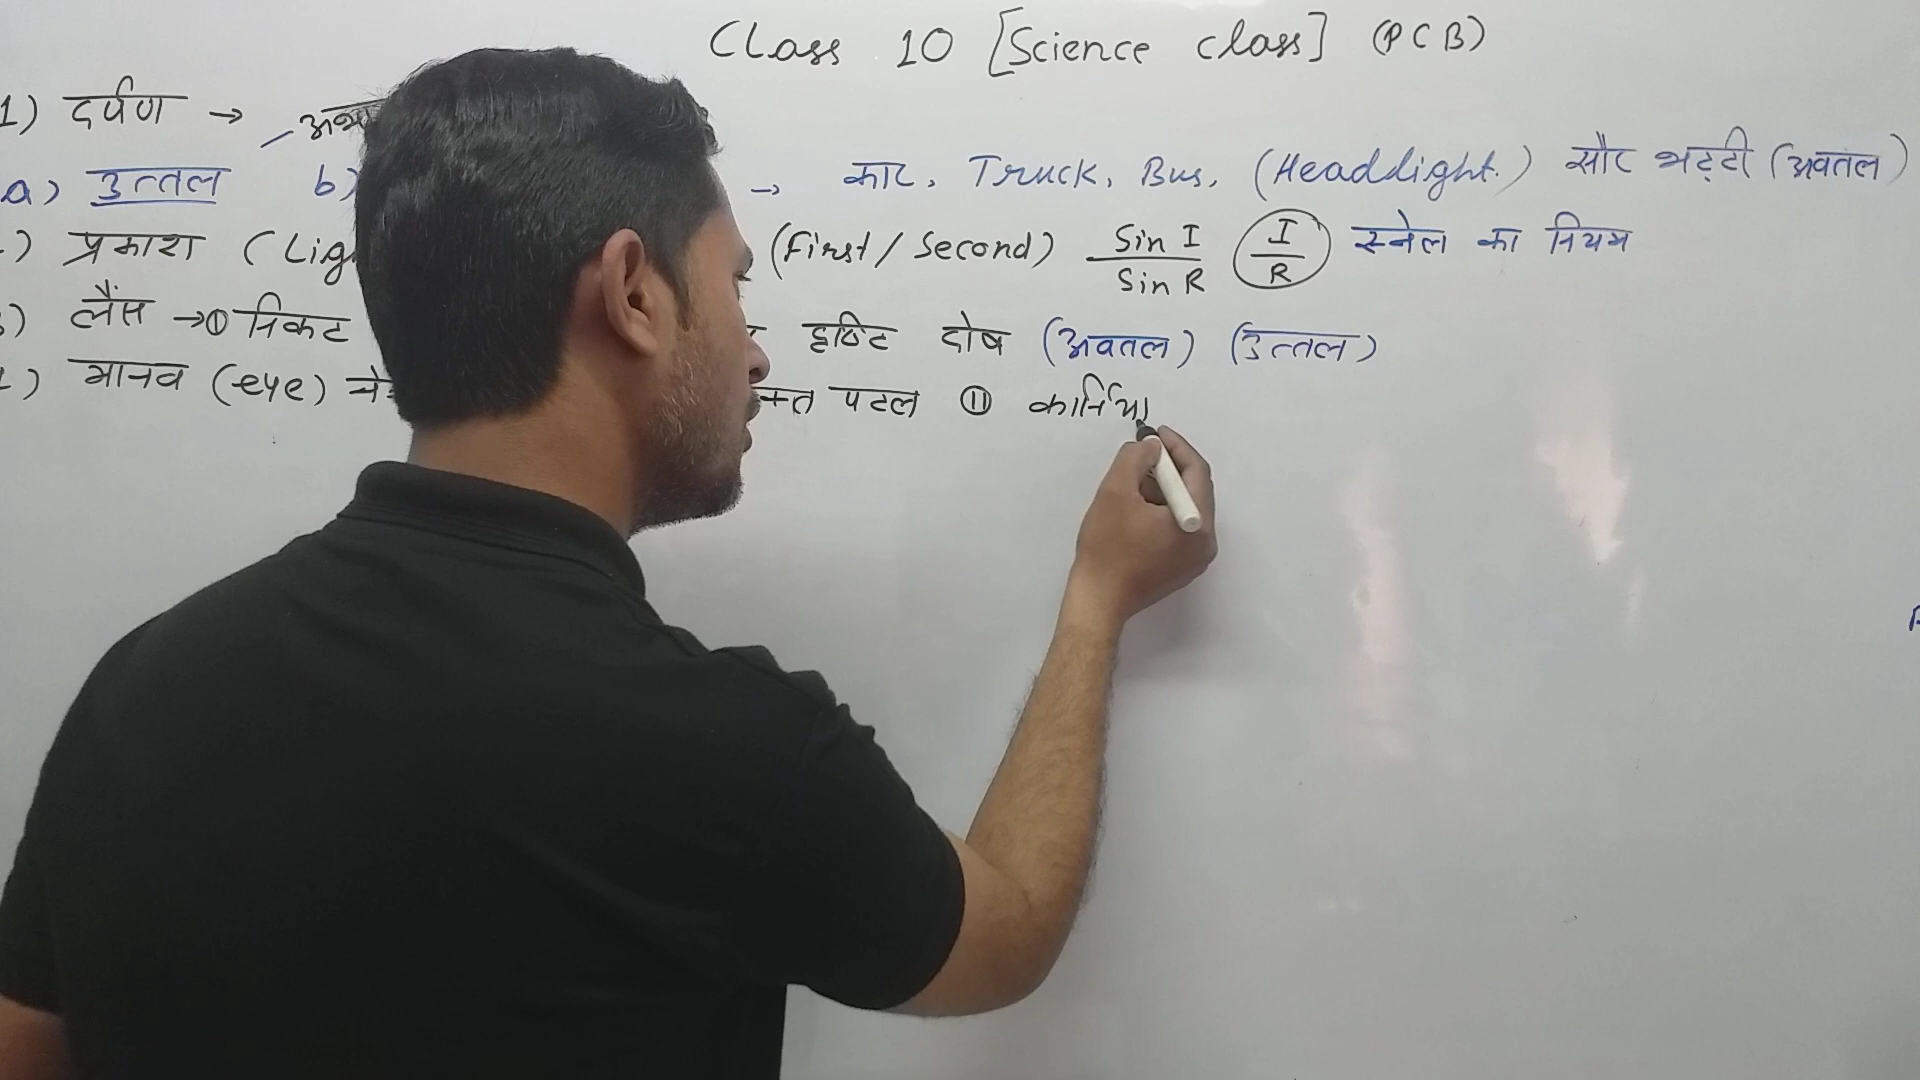 Class 10 [Science class] (PCB)
1) दर्पण →
a) उत्तल b) → कार, Truck, Bus, (Headlight.) सौर भट्टी (अवतल)
) प्रकाश (Lig (First/Second) Sin I / Sin R I / R स्नेल का नियम
) लैंस → ① निकट दृष्टि दोष (अवतल) (उत्तल)
) मानव (eye) ने क्त पटल ⑪ कार्निया